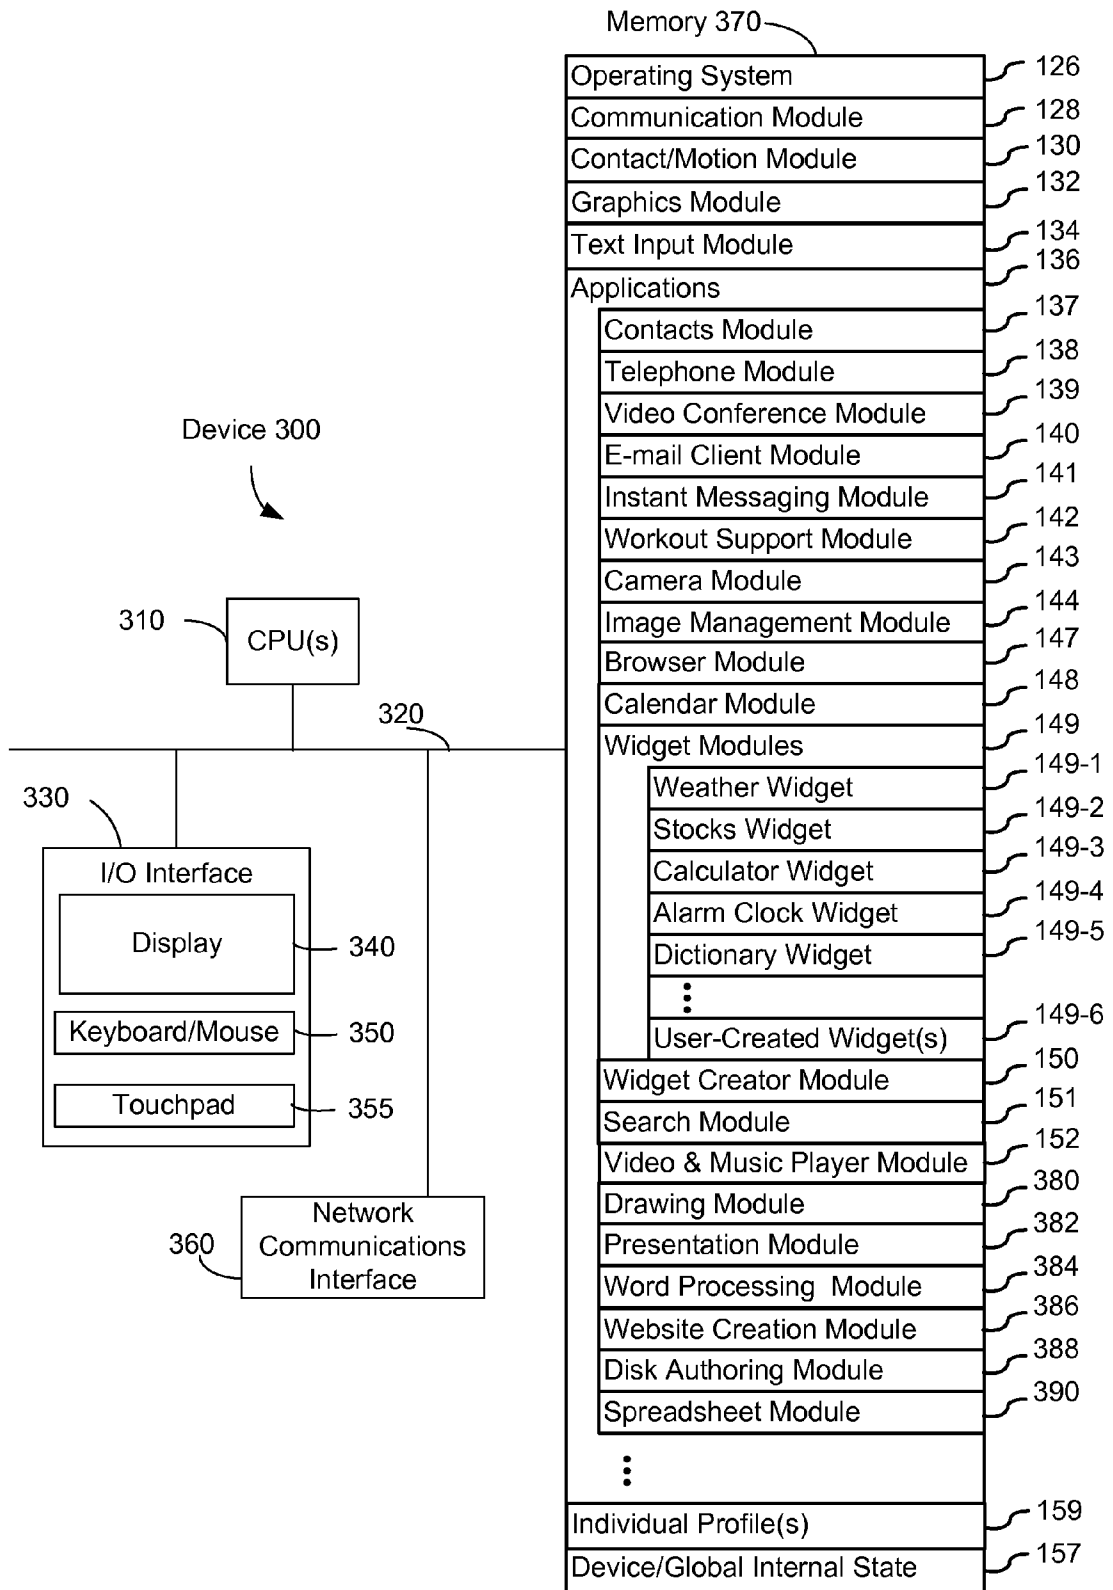 Memory 370
Operating System 126
Communication Module 128
Contact/Motion Module 130
Graphics Module 132
Text Input Module 134
Applications 136
Contacts Module 137
Telephone Module 138
Video Conference Module 139
E-mail Client Module 140
Instant Messaging Module 141
Workout Support Module 142
Camera Module 143
Image Management Module 144
Browser Module 147
Calendar Module 148
Widget Modules 149
Weather Widget 149-1
Stocks Widget 149-2
Calculator Widget 149-3
Alarm Clock Widget 149-4
Dictionary Widget 149-5
User-Created Widget(s) 149-6
Widget Creator Module 150
Search Module 151
Video & Music Player Module 152
Drawing Module 380
Presentation Module 382
Word Processing Module 384
Website Creation Module 386
Disk Authoring Module 388
Spreadsheet Module 390
Individual Profile(s) 159
Device/Global Internal State 157
Device 300
310
CPU(s)
320
330
I/O Interface
Display 340
Keyboard/Mouse 350
Touchpad 355
360
Network
Communications
Interface